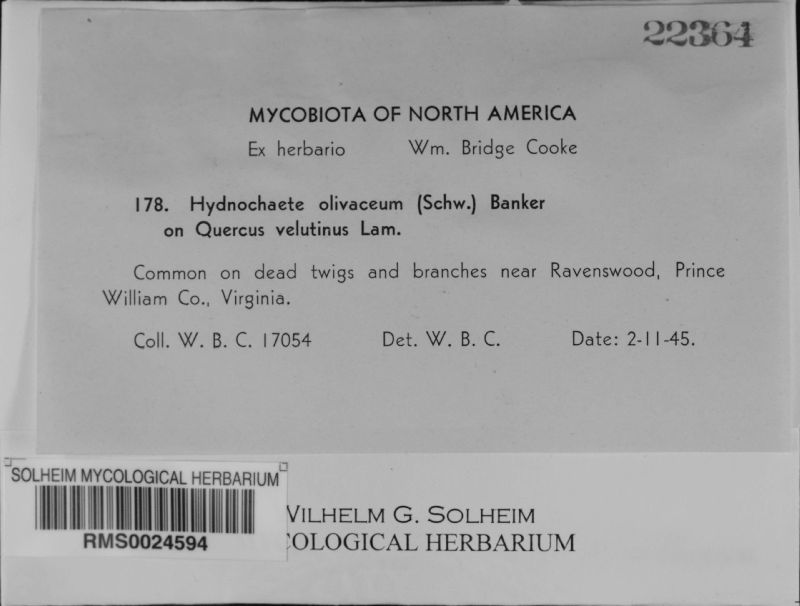 22364
MYCOBIOTA OF NORTH AMERICA
Ex herbario Wm. Bridge Cooke
178. Hydnochaete olivaceum (Schw.) Banker
on Quercus velutinus Lam.
Common on dead twigs and branches near Ravenswood, Prince
William Co., Virginia.
Coll. W. B. C. 17054 Det. W. B. C. Date: 2-11-45.
SOLHEIM MYCOLOGICAL HERBARIUM
RMS0024594
VILHELM G. SOLHEIM
OLOGICAL HERBARIUM